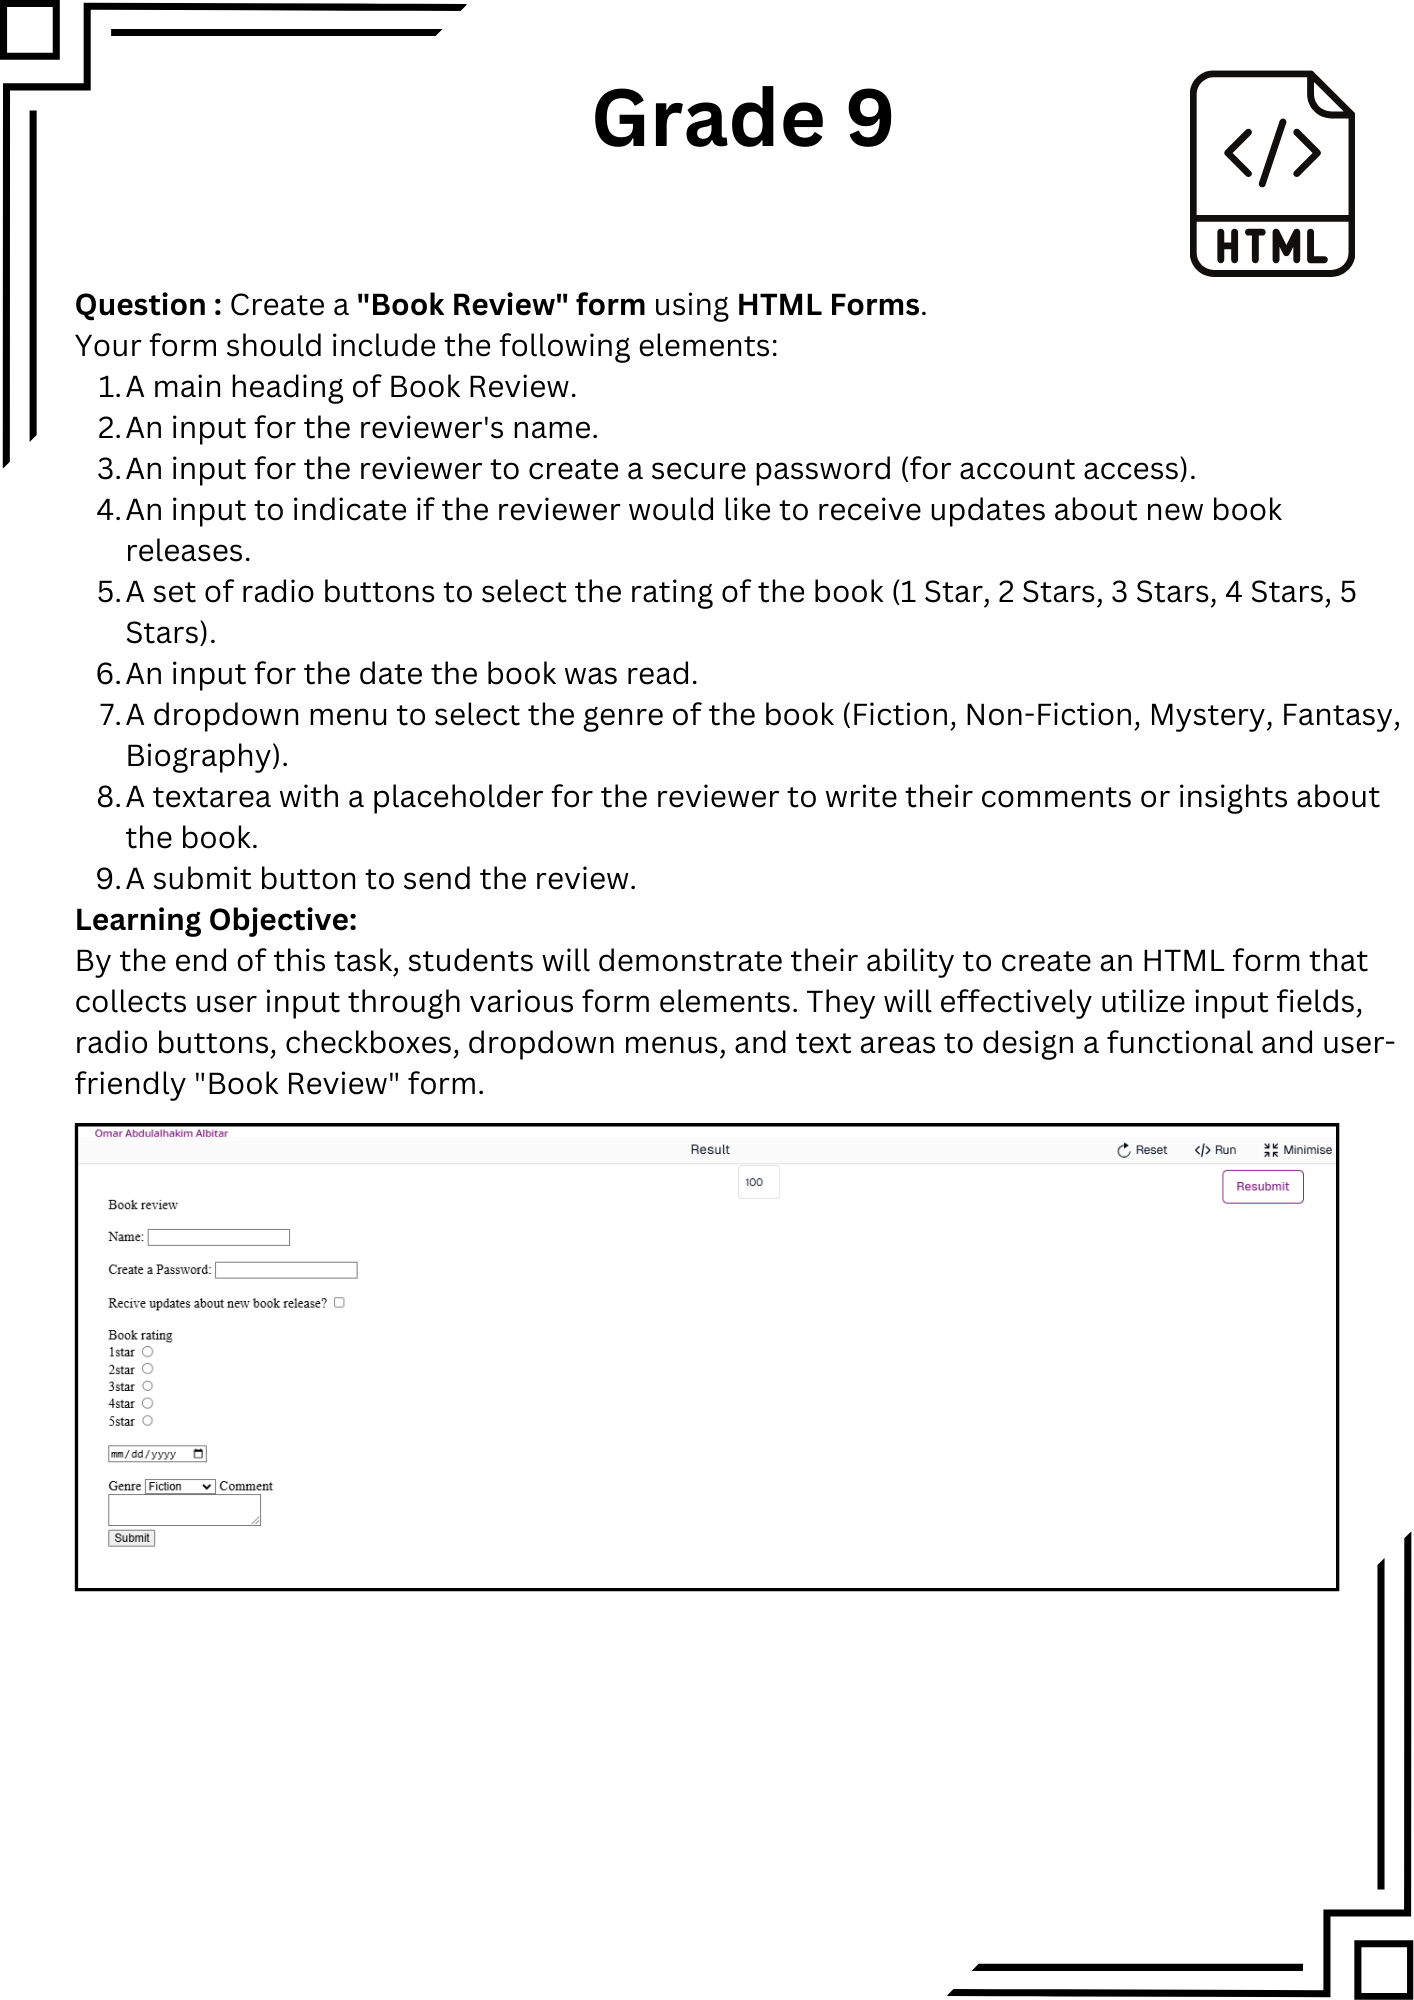 Grade 9
</>
HTML
Question : Create a "Book Review" form using HTML Forms.
Your form should include the following elements:
1. A main heading of Book Review.
2. An input for the reviewer's name.
3. An input for the reviewer to create a secure password (for account access).
4. An input to indicate if the reviewer would like to receive updates about new book
releases.
5. A set of radio buttons to select the rating of the book (1 Star, 2 Stars, 3 Stars, 4 Stars, 5
Stars).
6. An input for the date the book was read.
7. A dropdown menu to select the genre of the book (Fiction, Non-Fiction, Mystery, Fantasy,
Biography).
8. A textarea with a placeholder for the reviewer to write their comments or insights about
the book.
9. A submit button to send the review.
Learning Objective:
By the end of this task, students will demonstrate their ability to create an HTML form that
collects user input through various form elements. They will effectively utilize input fields,
radio buttons, checkboxes, dropdown menus, and text areas to design a functional and user-
friendly "Book Review" form.
Omar Abdulalhakim Albitar
Result
Reset </> Run Minimise
100
Resubmit
Book review
Name:
Create a Password:
Recive updates about new book release?
Book rating
1star
2star
3star
4star
5star
mm/dd/yyyy
Genre Fiction Comment
Submit